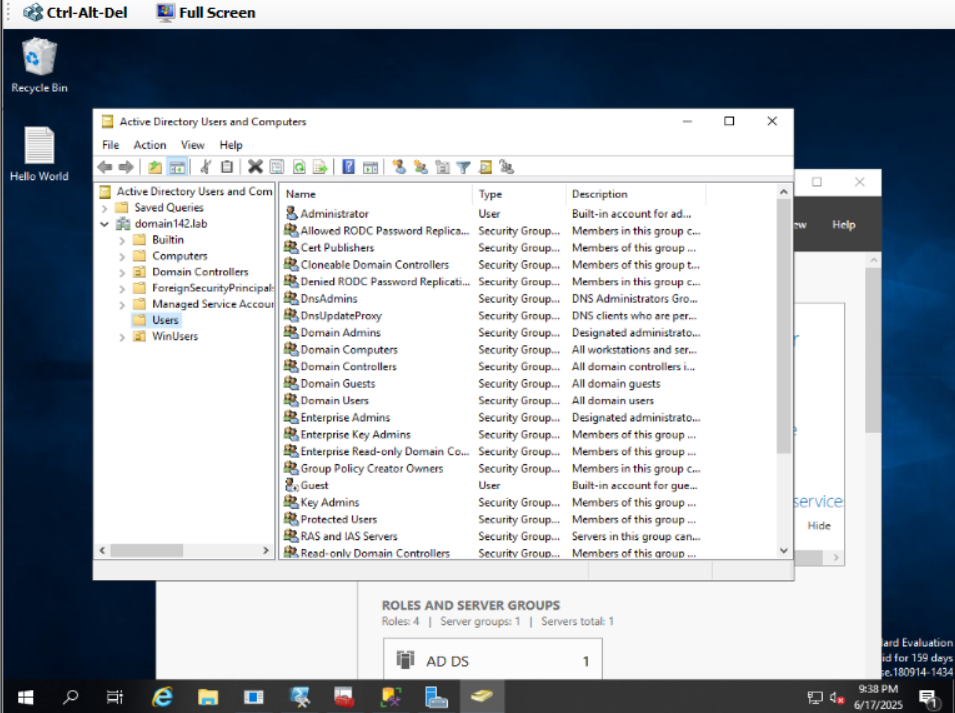 Ctrl-Alt-Del Full Screen
Recycle Bin
Hello World
Active Directory Users and Computers
File Action View Help
Active Directory Users and Com
Saved Queries
domain142.lab
Builtin
Computers
Domain Controllers
ForeignSecurityPrincipals
Managed Service Accour
Users
WinUsers
Name Type Description
Administrator User Built-in account for ad...
Allowed RODC Password Replica... Security Group... Members in this group c...
Cert Publishers Security Group... Members of this group ...
Cloneable Domain Controllers Security Group... Members of this group t...
Denied RODC Password Replicati... Security Group... Members in this group c...
DnsAdmins Security Group... DNS Administrators Gro...
DnsUpdateProxy Security Group... DNS clients who are per...
Domain Admins Security Group... Designated administrato...
Domain Computers Security Group... All workstations and ser...
Domain Controllers Security Group... All domain controllers i...
Domain Guests Security Group... All domain guests
Domain Users Security Group... All domain users
Enterprise Admins Security Group... Designated administrato...
Enterprise Key Admins Security Group... Members of this group ...
Enterprise Read-only Domain Co... Security Group... Members of this group ...
Group Policy Creator Owners Security Group... Members in this group c...
Guest User Built-in account for gue...
Key Admins Security Group... Members of this group ...
Protected Users Security Group... Members of this group ...
RAS and IAS Servers Security Group... Servers in this group can...
Read-only Domain Controllers Security Group... Members of this group ...
ew Help
services
Hide
ROLES AND SERVER GROUPS
Roles: 4 | Server groups: 1 | Servers total: 1
AD DS 1
dard Evaluation
id for 159 days
se.180914-1434
9:38 PM
6/17/2025
1